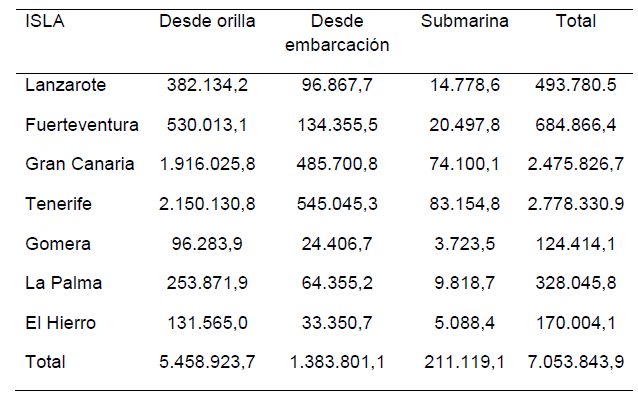 ISLA Desde orilla Desde Submarina Total
embarcación
Lanzarote 382.134,2 96.867,7 14.778,6 493.780.5
Fuerteventura 530.013,1 134.355,5 20.497,8 684.866,4
Gran Canaria 1.916.025,8 485.700,8 74.100,1 2.475.826,7
Tenerife 2.150.130,8 545.045,3 83.154,8 2.778.330.9
Gomera 96.283,9 24.406,7 3.723,5 124.414,1
La Palma 253.871,9 64.355,2 9.818,7 328.045,8
El Hierro 131.565,0 33.350,7 5.088,4 170.004,1
Total 5.458.923,7 1.383.801,1 211.119,1 7.053.843,9